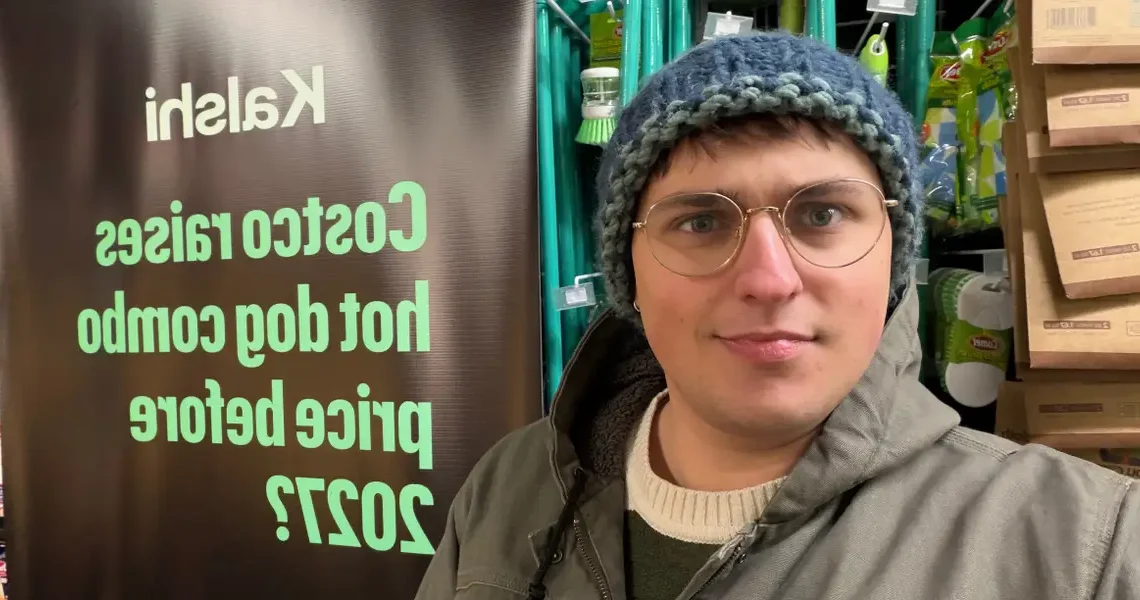 Kalshi
Costco raises
hot dog combo
price before
2027?